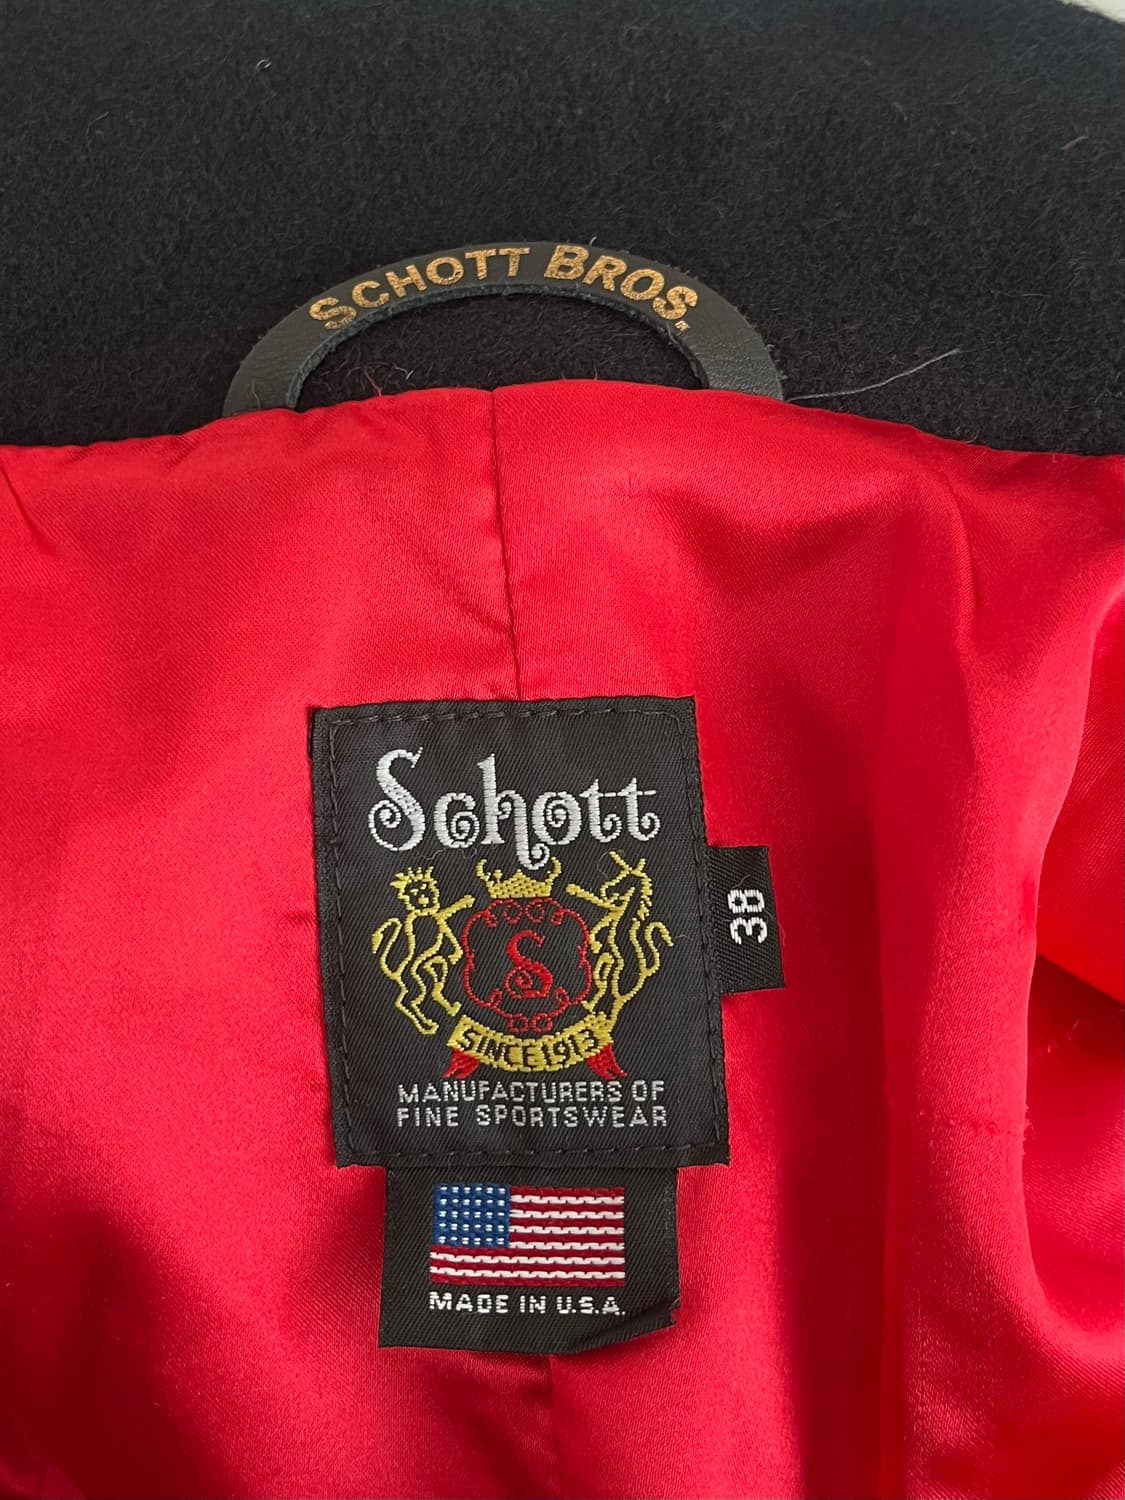 SCHOTT BROS.
Schott
S
SINCE 1913
MANUFACTURERS OF
FINE SPORTSWEAR
38
MADE IN U.S.A.